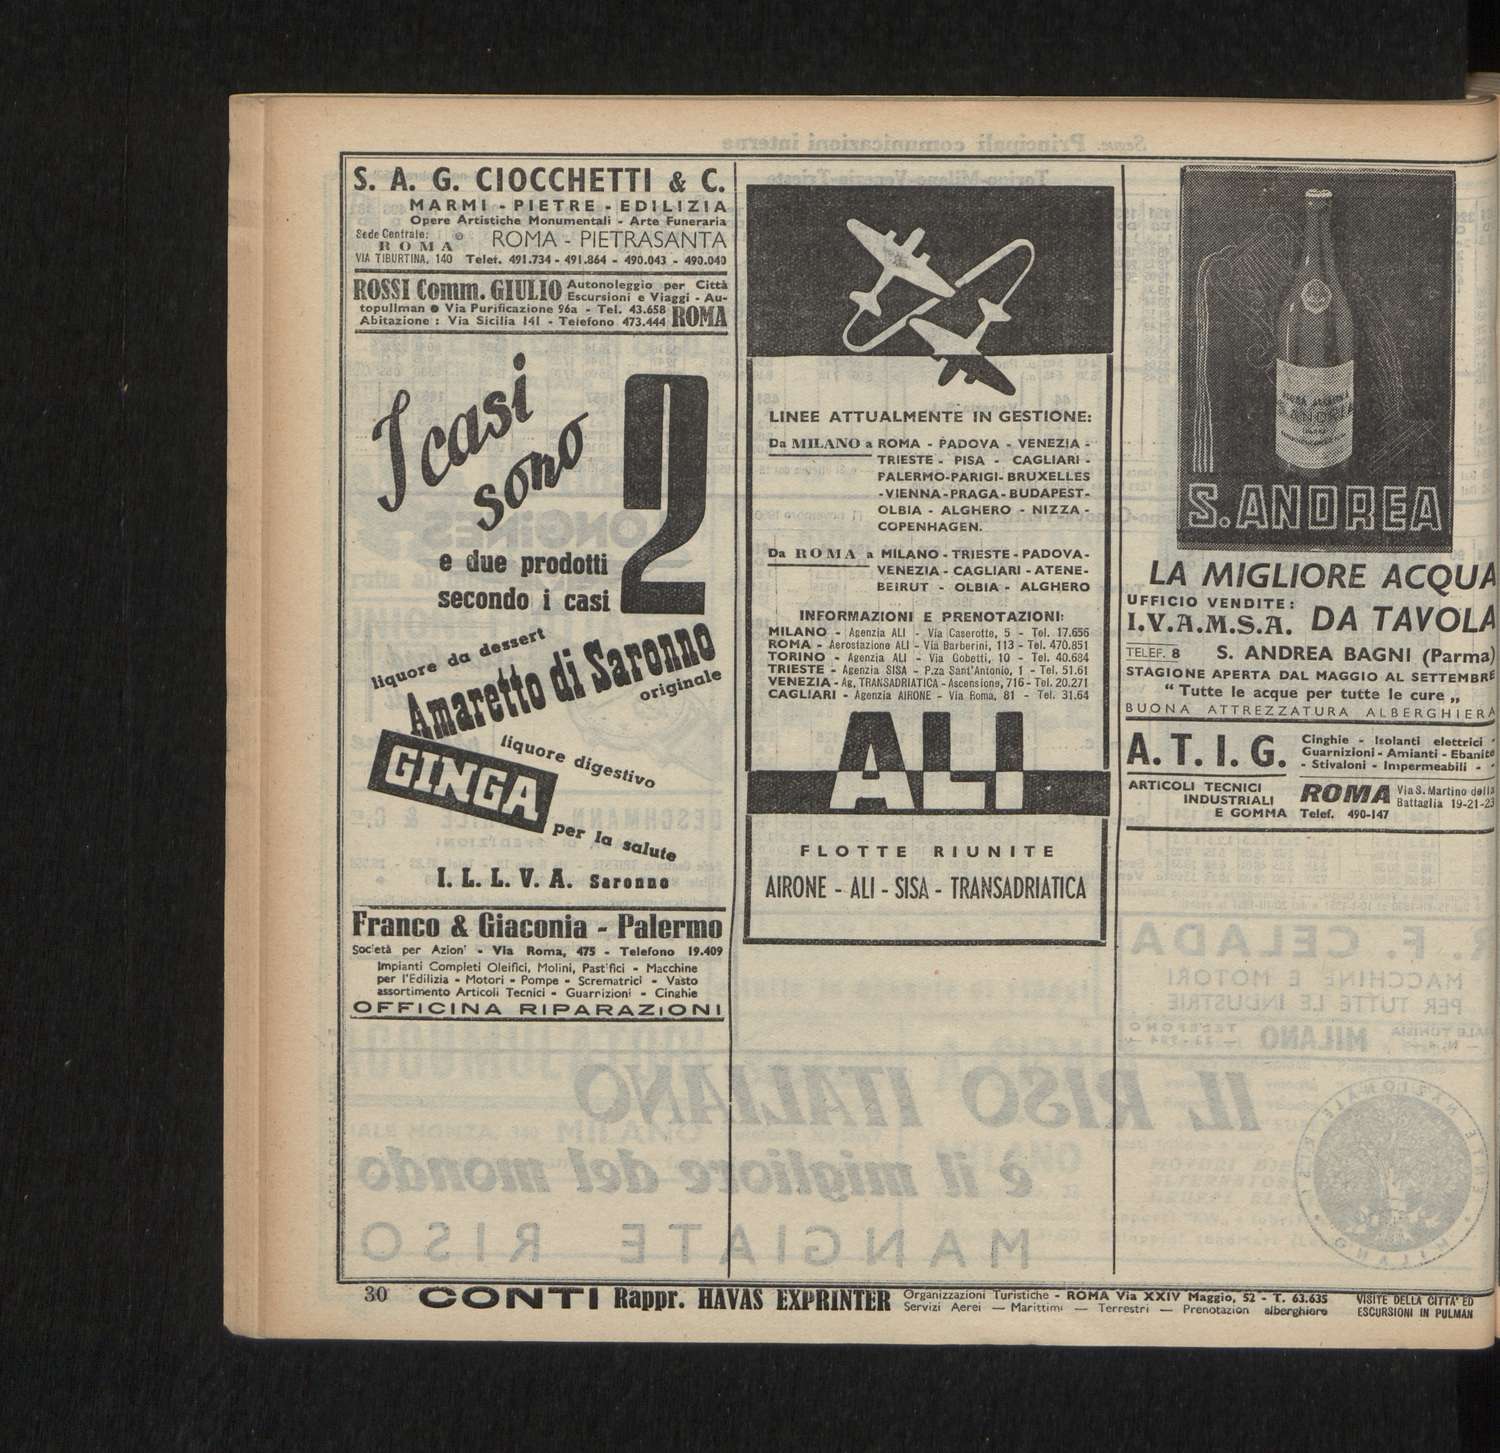 S. A. G. CIOCCHETTI & C.
MARMI - PIETRE - EDILIZIA
Opere Artistiche Monumentali - Arte Funeraria
Sede Centrale: ROMA - PIETRASANTA
ROMA
VIA TIBURTINA, 140 Telef. 491.734 - 491.864 - 490.043 - 490.040
ROSSI Comm. GIULIO Autonoleggio per Città
Escursioni e Viaggi - Au-
topullman • Via Purificazione 96a - Tel. 43.658
Abitazione : Via Sicilia 141 - Telefono 473.444 ROMA
I casi
sono
2
e due prodotti
secondo i casi
liquore da dessert
Amaretto di Saronno
originale
liquore digestivo
GINGA
per la salute
I. L. L. V. A. Saronno
Franco & Giaconia - Palermo
Società per Azion' - Via Roma, 475 - Telefono 19.409
Impianti Completi Oleifici, Molini, Past'fici - Macchine
per l'Edilizia - Motori - Pompe - Scrematrici - Vasto
assortimento Articoli Tecnici - Guarnizioni - Cinghie
OFFICINA RIPARAZIONI
LINEE ATTUALMENTE IN GESTIONE:
Da MILANO a ROMA - PADOVA - VENEZIA -
TRIESTE - PISA - CAGLIARI -
PALERMO-PARIGI-BRUXELLES
-VIENNA-PRAGA-BUDAPEST-
OLBIA - ALGHERO - NIZZA -
COPENHAGEN.
Da ROMA a MILANO - TRIESTE - PADOVA-
VENEZIA - CAGLIARI - ATENE-
BEIRUT - OLBIA - ALGHERO
INFORMAZIONI E PRENOTAZIONI:
MILANO - Agenzia ALI - Via Caserotte, 5 - Tel. 17.656
ROMA - Aerostazione ALI - Via Barberini, 113 - Tel. 470.851
TORINO - Agenzia ALI - Via Gobetti, 10 - Tel. 40.684
TRIESTE - Agenzia SISA - P.za Sant'Antonio, 1 - Tel. 51.61
VENEZIA - Ag. TRANSADRIATICA - Ascensione, 716 - Tel. 20.271
CAGLIARI - Agenzia AIRONE - Via Roma, 81 - Tel. 31.64
ALI
FLOTTE RIUNITE
AIRONE - ALI - SISA - TRANSADRIATICA
S. ANDREA
S. ANDREA
LA MIGLIORE ACQUA
UFFICIO VENDITE: DA TAVOLA
I.V.A.M.S.A.
TELEF. 8 S. ANDREA BAGNI (Parma)
STAGIONE APERTA DAL MAGGIO AL SETTEMBRE
“ Tutte le acque per tutte le cure „
BUONA ATTREZZATURA ALBERGHIERA
A. T. I. G. Cinghie - Isolanti elettrici -
Guarnizioni - Amianti - Ebanite
- Stivaloni - Impermeabili - -
ARTICOLI TECNICI
INDUSTRIALI
E GOMMA
ROMA Via S. Martino della
Battaglia 19-21-23
Telef. 490-147
30 CONTI Rappr. HAVAS EXPRINTER Organizzazioni Turistiche - ROMA Via XXIV Maggio, 52 - T. 63.635
Servizi Aerei — Marittimi — Terrestri — Prenotazion alberghiere
VISITE DELLA CITTA' ED
ESCURSIONI IN PULMAN